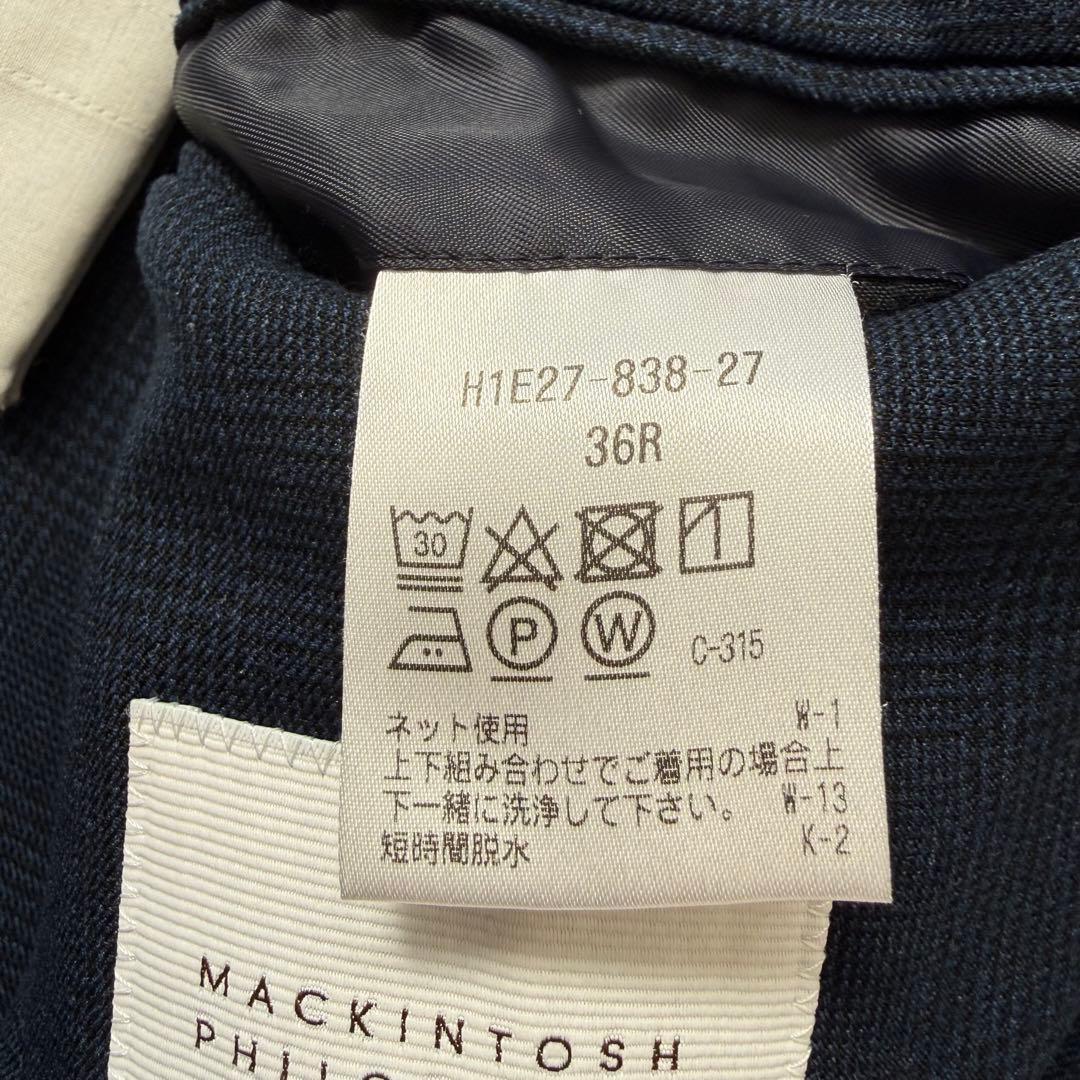 H1E27-838-27
36R
30
P W C-315
ネット使用 W-1
上下組み合わせでご着用の場合上
下一緒に洗浄して下さい。 W-13
短時間脱水 K-2
MACKINTOSH